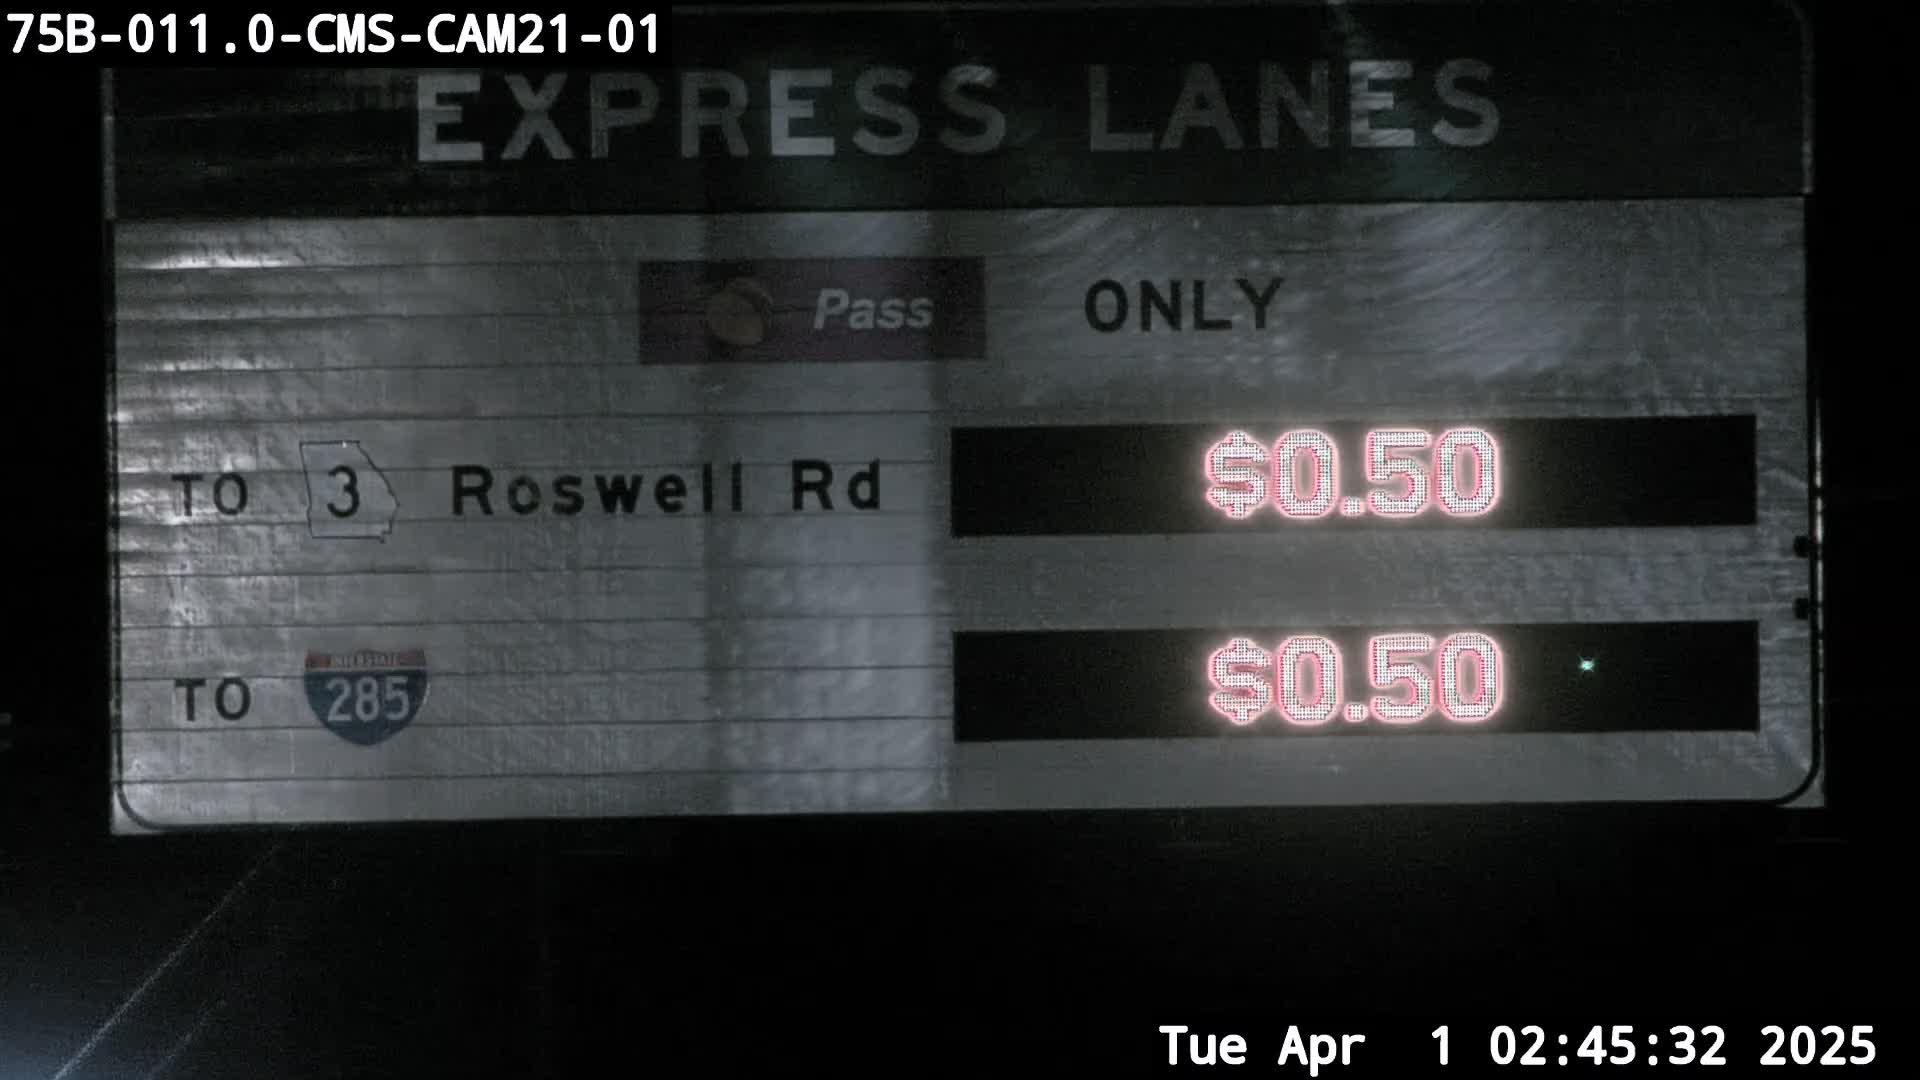 75B-011.0-CMS-CAM21-01
EXPRESS LANES
Pass ONLY
TO 3 Roswell Rd $0.50
INTERSTATE
TO 285 $0.50
Tue Apr 1 02:45:32 2025